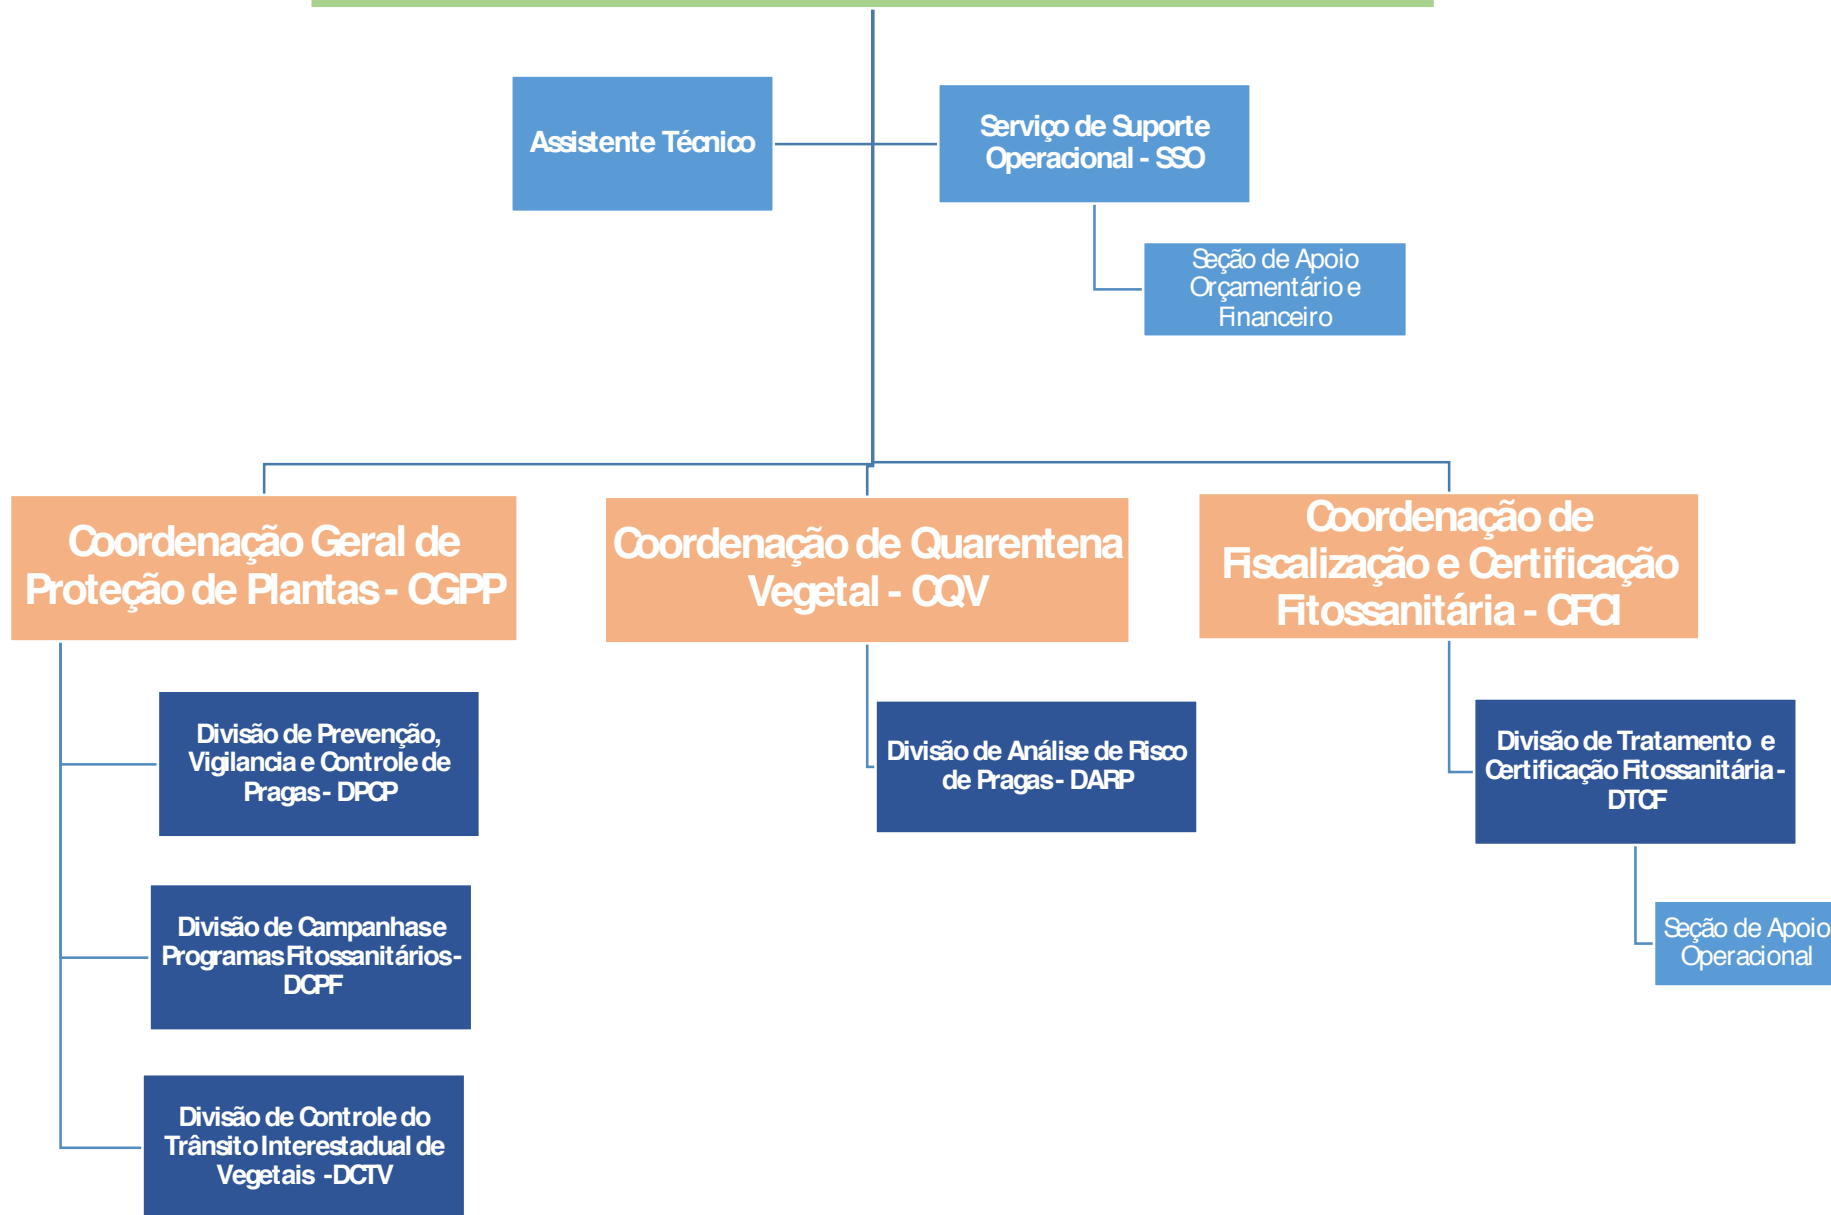 Assistente Técnico
Serviço de Suporte
Operacional - SSO
Seção de Apoio
Orçamentário e
Financeiro
Coordenação Geral de
Proteção de Plantas - CGPP
Coordenação de Quarentena
Vegetal - CQV
Coordenação de
Fiscalização e Certificação
Fitossanitária - CFCI
Divisão de Prevenção,
Vigilancia e Controle de
Pragas - DPCP
Divisão de Análise de Risco
de Pragas - DARP
Divisão de Tratamento e
Certificação Fitossanitária -
DTCF
Divisão de Campanhas e
Programas Fitossanitários -
DCPF
Seção de Apoio
Operacional
Divisão de Controle do
Trânsito Interestadual de
Vegetais -DCTV